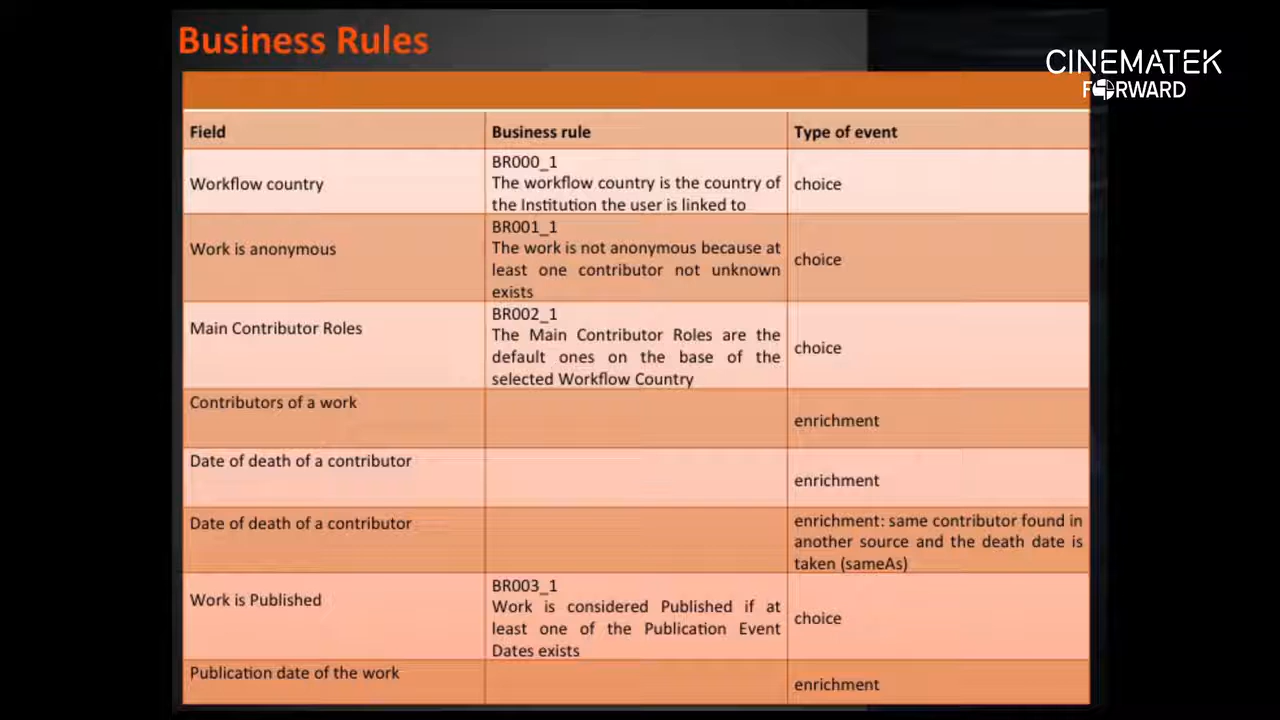 Business Rules
CINEMATEK
FORWARD
Field
Business rule
Type of event
Workflow country
BR000_1
The workflow country is the country of
the Institution the user is linked to
choice
Work is anonymous
BR001_1
The work is not anonymous because at
least one contributor not unknown
exists
choice
Main Contributor Roles
BR002_1
The Main Contributor Roles are the
default ones on the base of the
selected Workflow Country
choice
Contributors of a work
enrichment
Date of death of a contributor
enrichment
Date of death of a contributor
enrichment: same contributor found in
another source and the death date is
taken (sameAs)
Work is Published
BR003_1
Work is considered Published if at
least one of the Publication Event
Dates exists
choice
Publication date of the work
enrichment